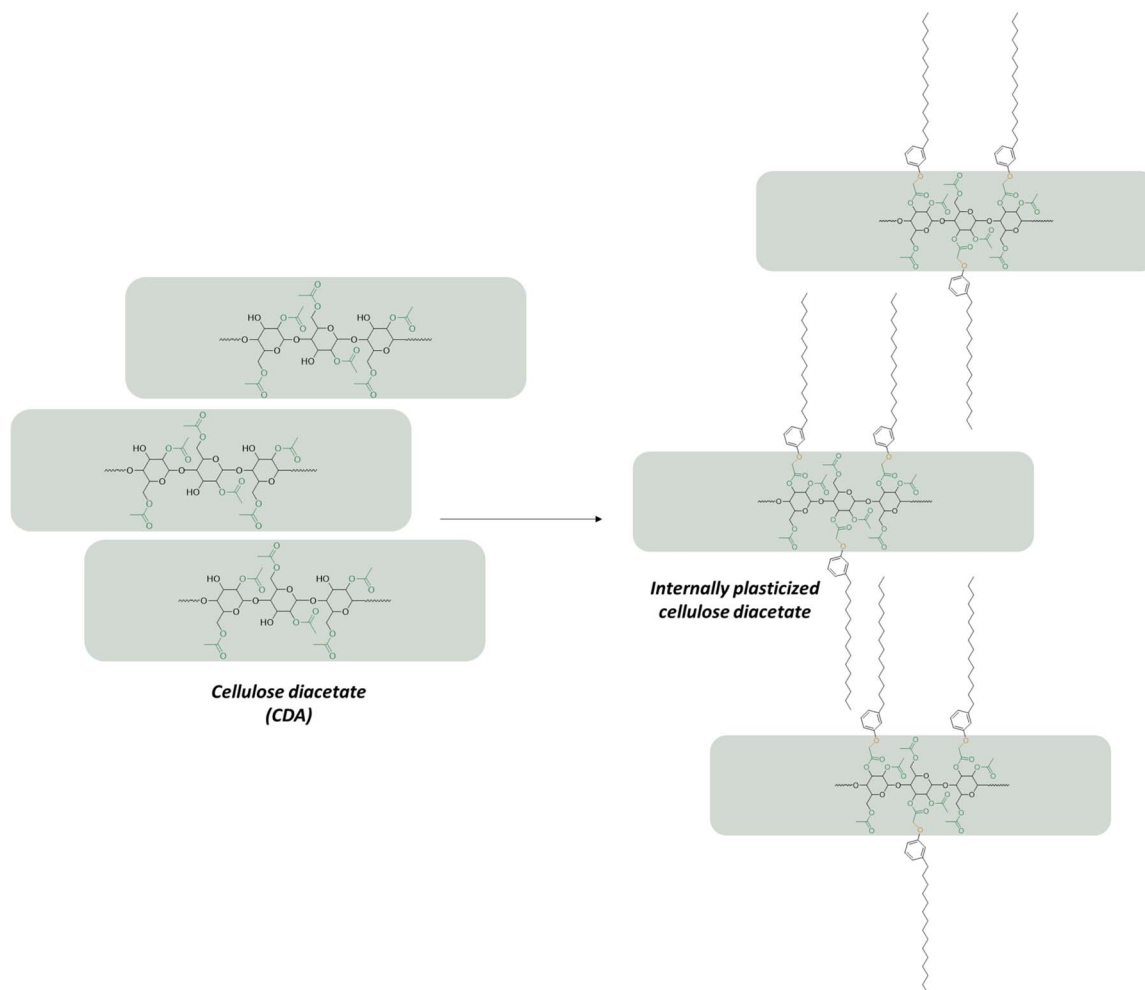 Cellulose diacetate
(CDA)
Internally plasticized
cellulose diacetate